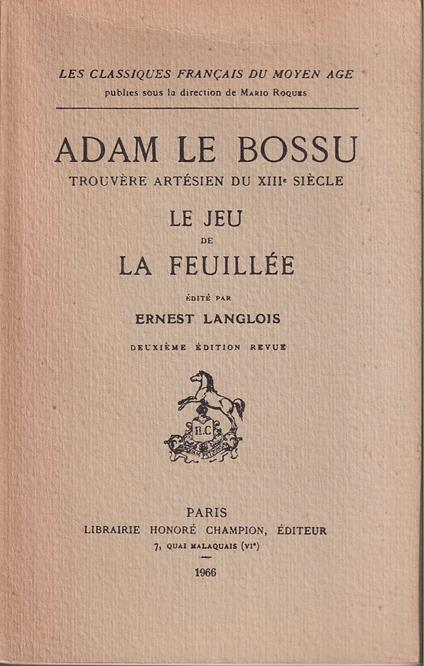 LES CLASSIQUES FRANÇAIS DU MOYEN AGE
publiés sous la direction de MARIO ROQUES
ADAM LE BOSSU
TROUVÈRE ARTÉSIEN DU XIIIe SIÈCLE
LE JEU
DE
LA FEUILLÉE
ÉDITÉ PAR
ERNEST LANGLOIS
DEUXIÈME ÉDITION REVUE
H.C
PARIS
LIBRAIRIE HONORÉ CHAMPION, ÉDITEUR
7, QUAI MALAQUAIS (VIe)
1966